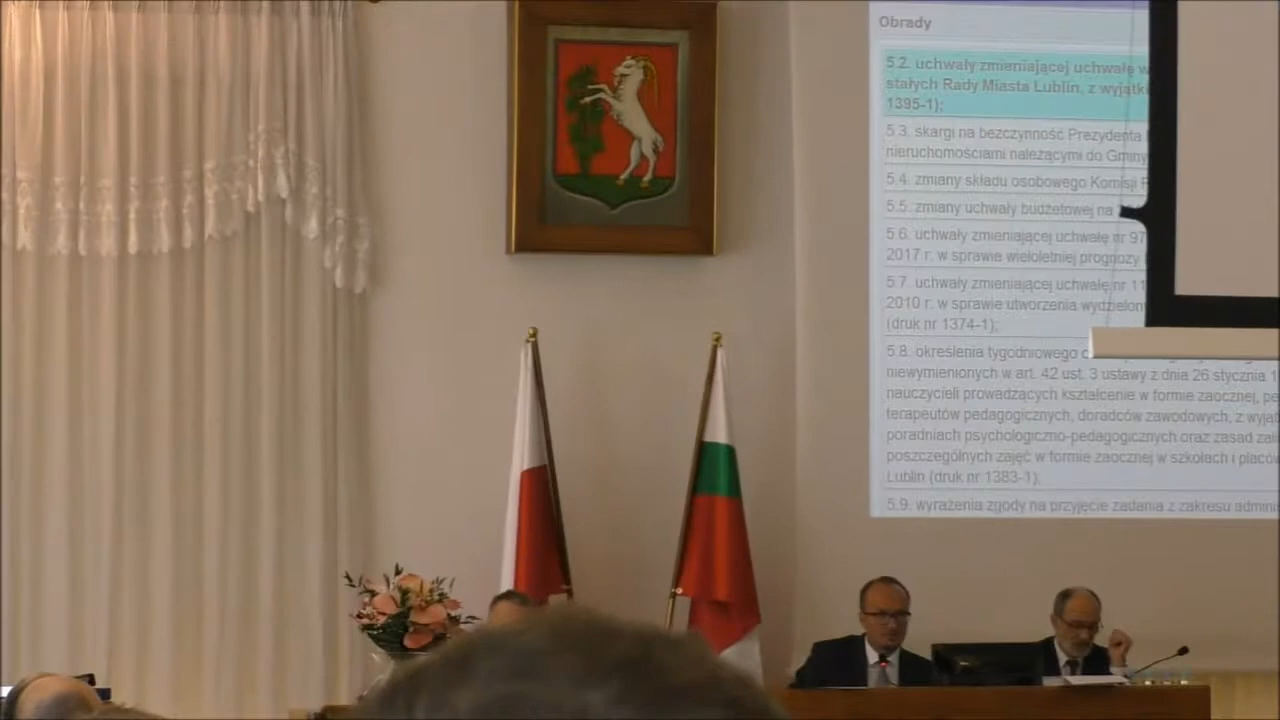 Obrady
5.2. uchwały zmieniającej uchwałę w
stałych Rady Miasta Lublin, z wyjątki
1395-1);
5.3. skargi na bezczynność Prezydenta
nieruchomościami należącymi do Gminy
5.4. zmiany składu osobowego Komisji R
5.5. zmiany uchwały budżetowej na
5.6. uchwały zmieniającej uchwałę nr 97
2017 r. w sprawie wieloletniej prognozy
5.7. uchwały zmieniającej uchwałę nr 11
2010 r. w sprawie utworzenia wydzielon
(druk nr 1374-1);
5.8. określenia tygodniowego
niewymienionych w art. 42 ust. 3 ustawy z dnia 26 stycznia 1
nauczycieli prowadzących kształcenie w formie zaocznej, pe
terapeutów pedagogicznych, doradców zawodowych, z wyjąt
poradniach psychologiczno-pedagogicznych oraz zasad zali
poszczególnych zajęć w formie zaocznej w szkołach i placów
Lublin (druk nr 1383-1);
5.9. wyrażenia zgody na przyjęcie zadania z zakresu admini